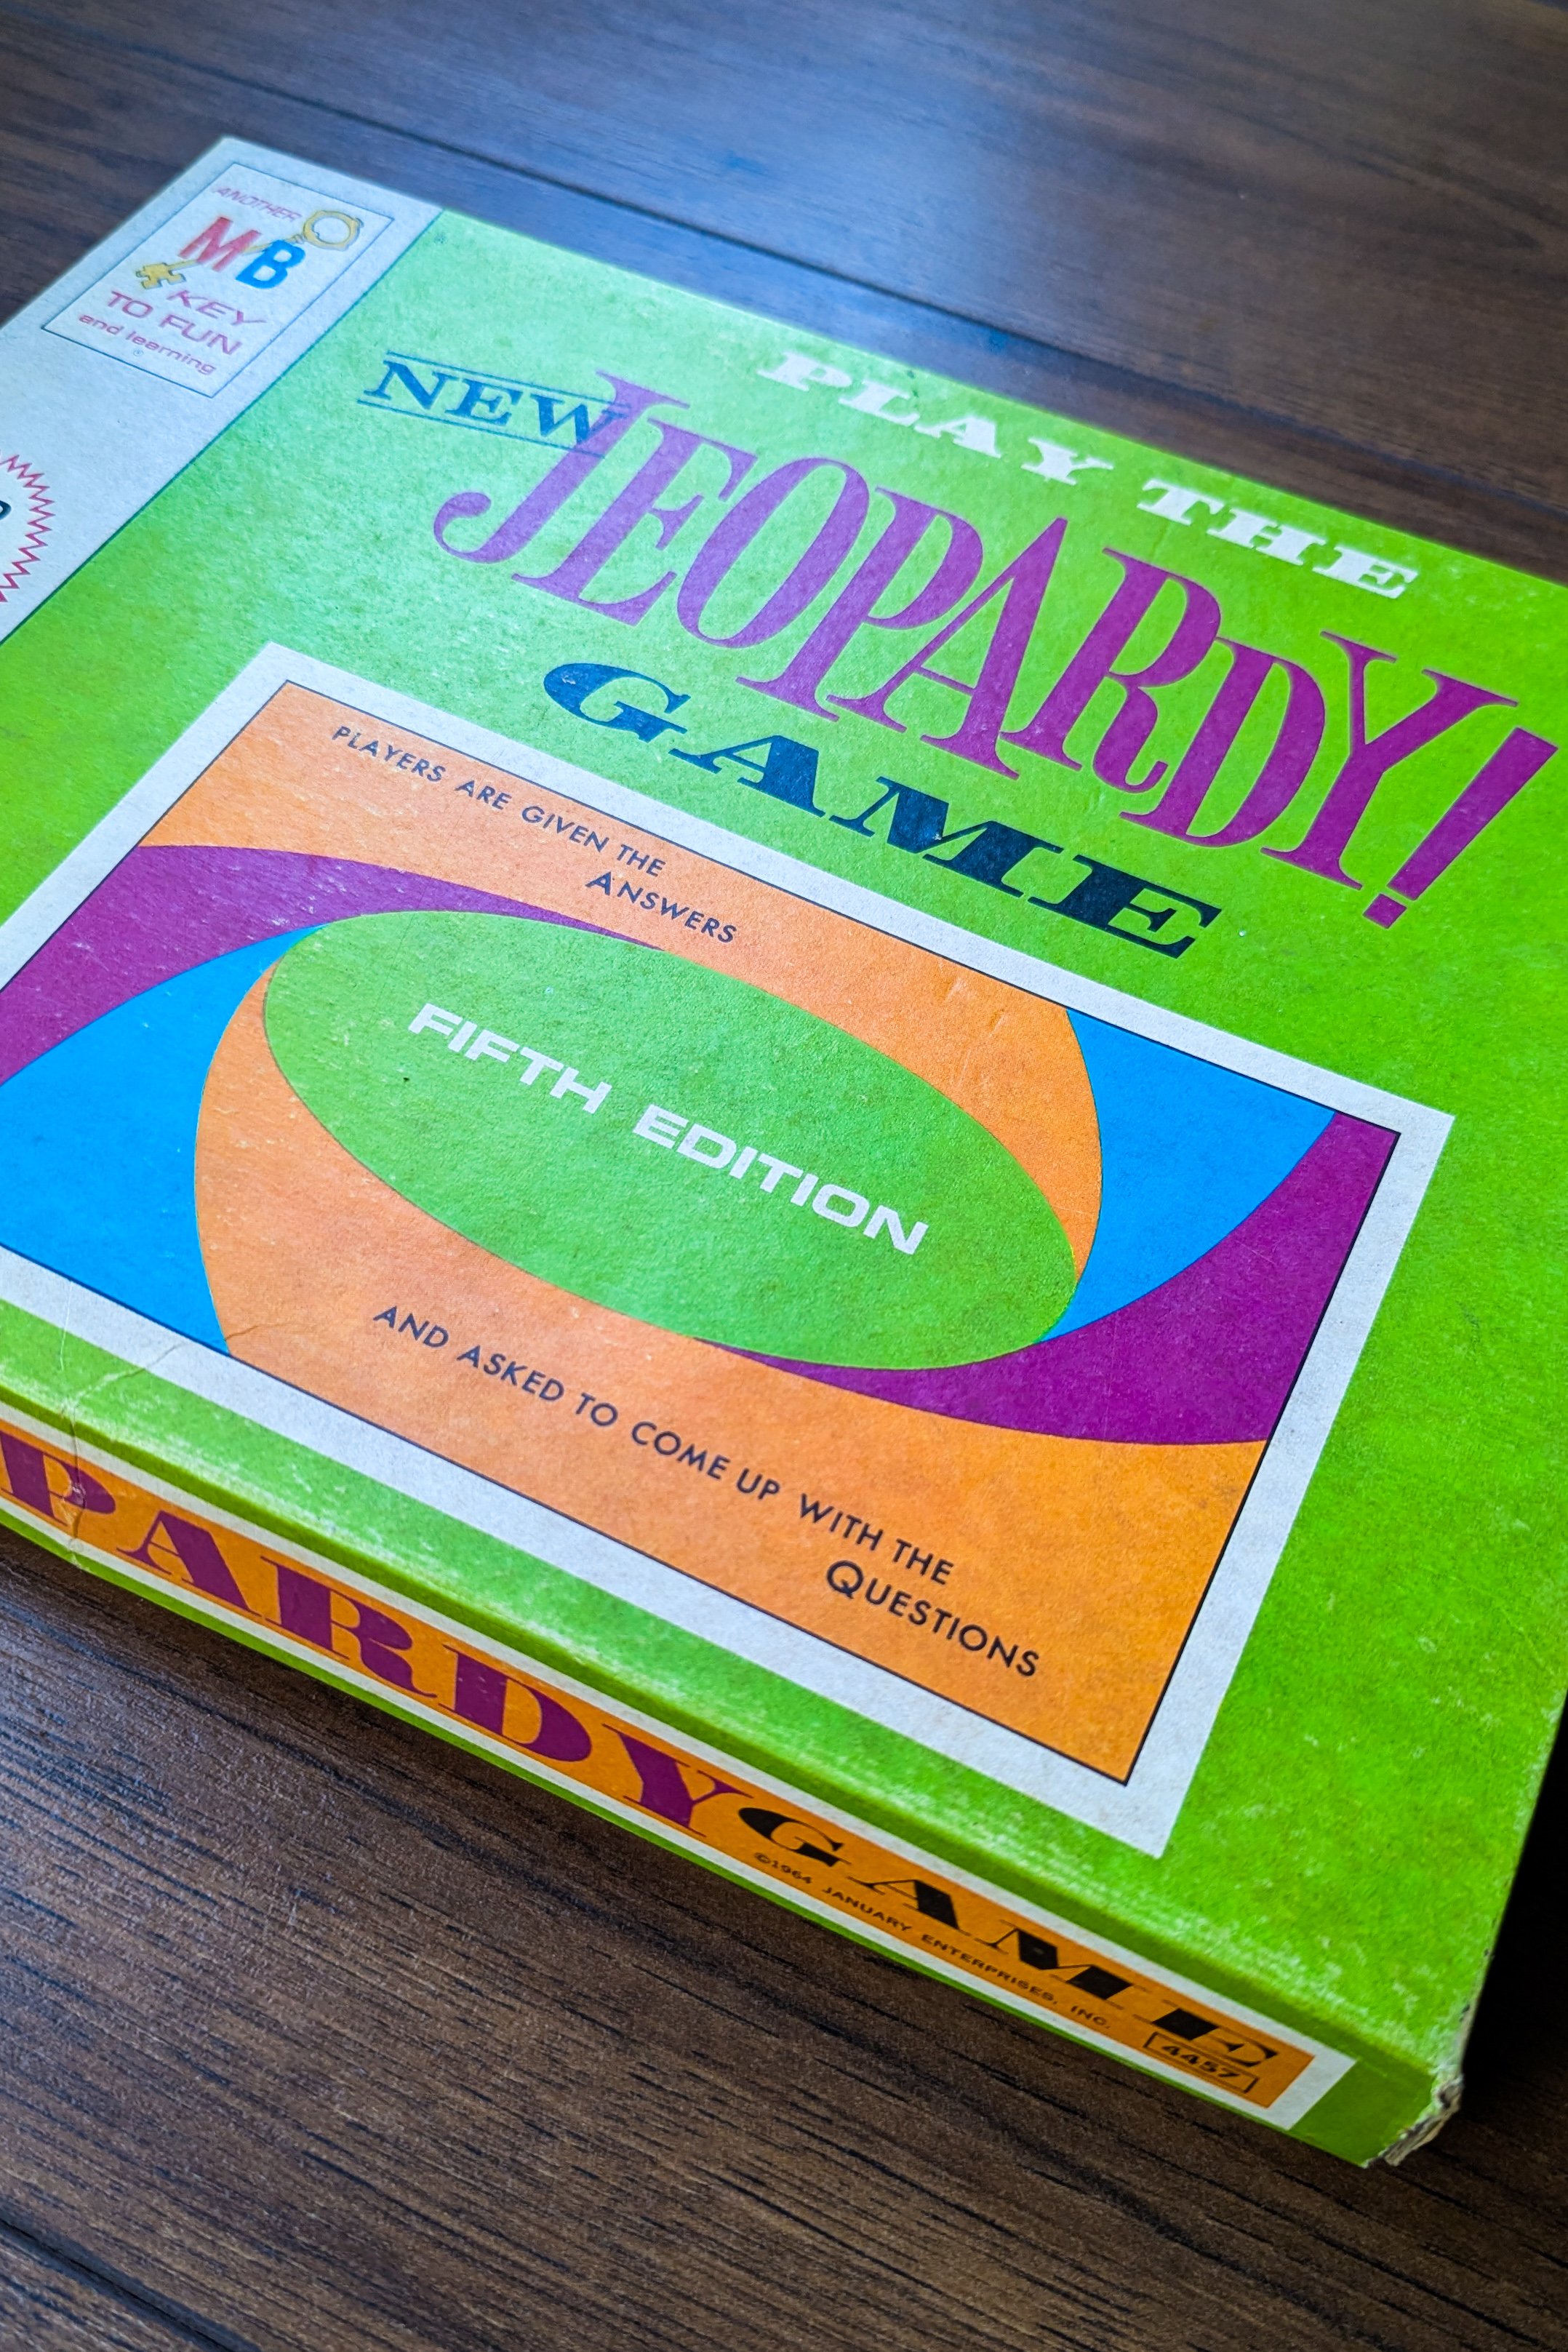 ANOTHER
MB
KEY
TO FUN
and learning
®
PLAY THE
NEW
JEOPARDY!
GAME
PLAYERS ARE GIVEN THE
ANSWERS
FIFTH EDITION
AND ASKED TO COME UP WITH THE
QUESTIONS
PARDY GAME
©1964 JANUARY ENTERPRISES, INC.
4457